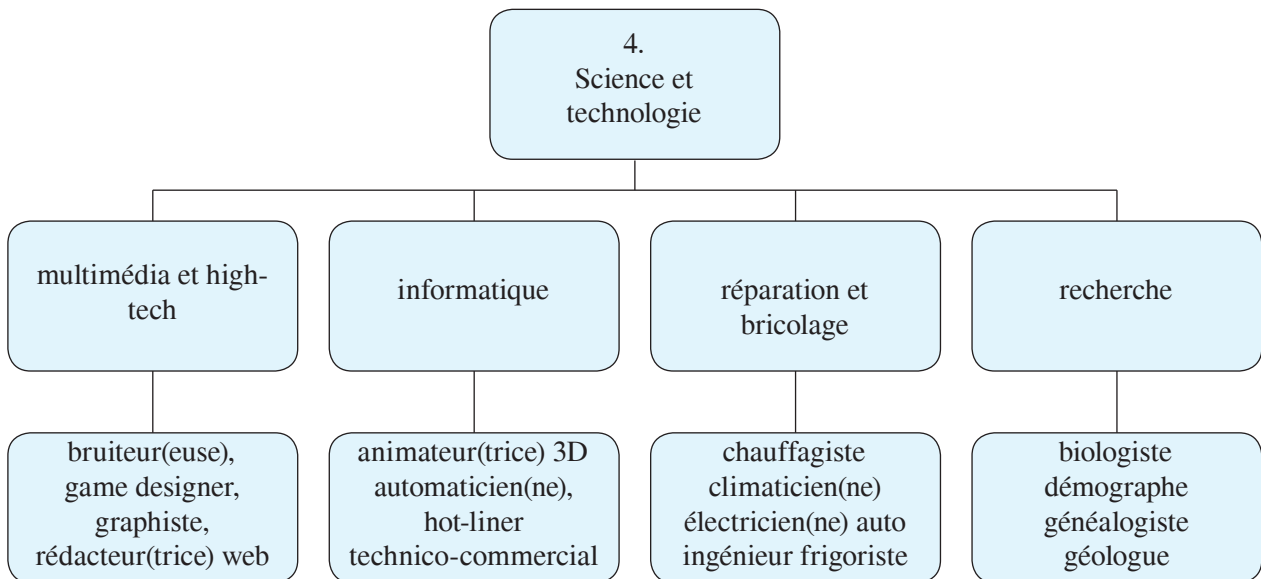 4.
Science et
technologie
multimédia et high-
tech
informatique
réparation et
bricolage
recherche
bruiteur(euse),
game designer,
graphiste,
rédacteur(trice) web
animateur(trice) 3D
automaticien(ne),
hot-liner
technico-commercial
chauffagiste
climaticien(ne)
électricien(ne) auto
ingénieur frigoriste
biologiste
démographe
généalogiste
géologue